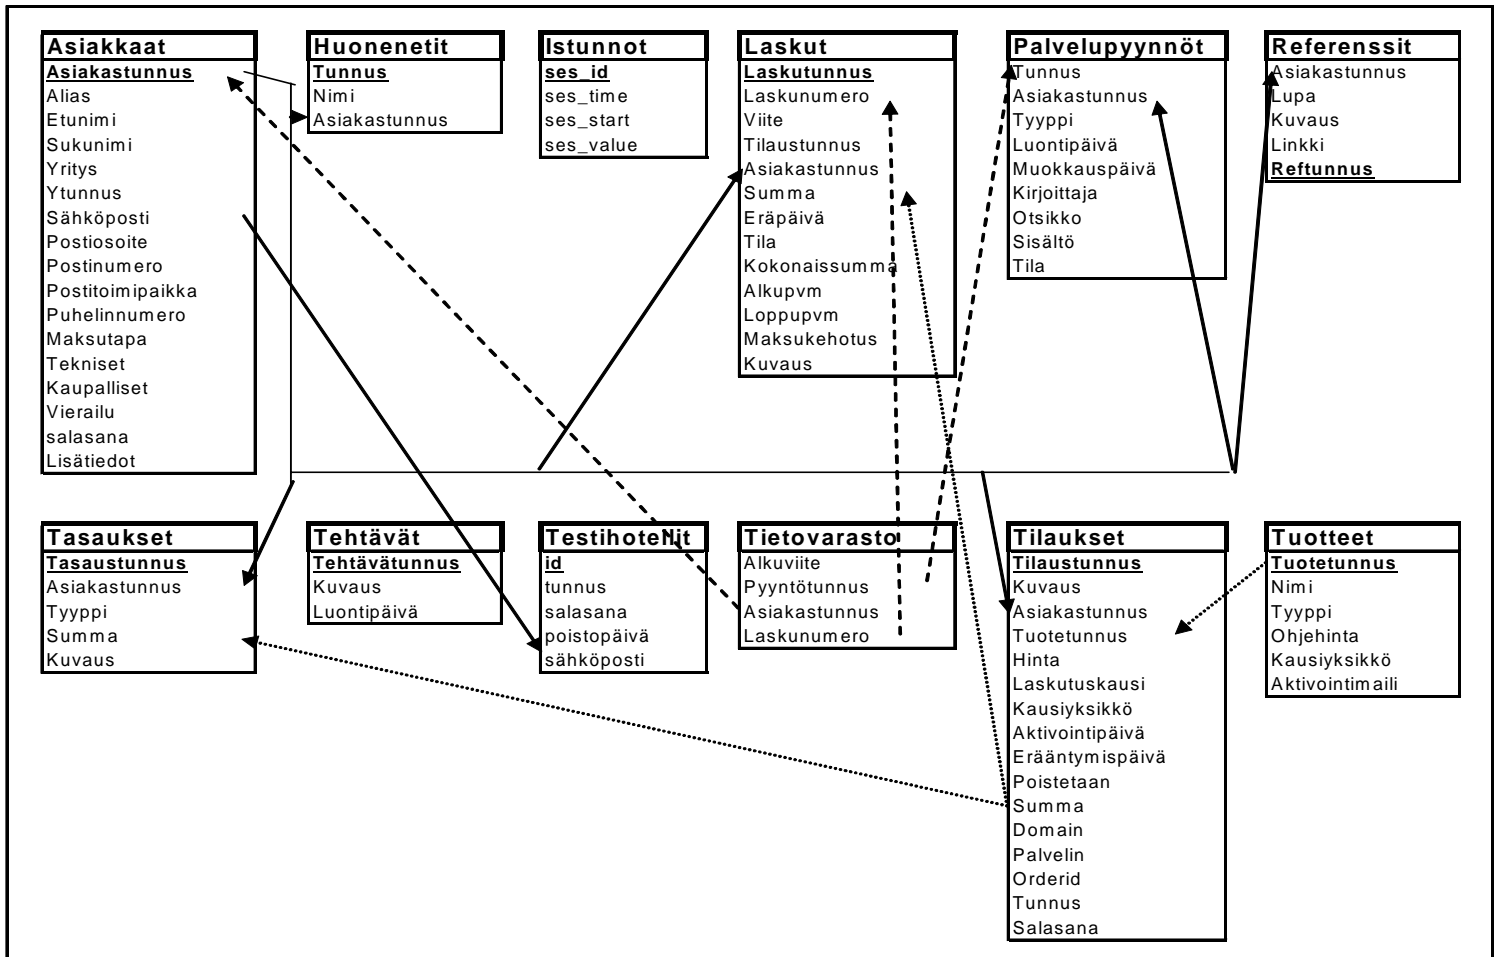 Asiakkaat
Asiakastunnus
Alias
Etunimi
Sukunimi
Yritys
Ytunnus
Sähköposti
Postiosoite
Postinumero
Postitoimipaikka
Puhelinnumero
Maksutapa
Tekniset
Kaupalliset
Vierailu
salasana
Lisätiedot
Huonenetit
Tunnus
Nimi
Asiakastunnus
Istunnot
ses_id
ses_time
ses_start
ses_value
Laskut
Laskutunnus
Laskunumero
Viite
Tilaustunnus
Asiakastunnus
Summa
Eräpäivä
Tila
Kokonaissumma
Alkupvm
Loppupvm
Maksukehotus
Kuvaus
Palvelupyynnöt
Tunnus
Asiakastunnus
Tyyppi
Luontipäivä
Muokkauspäivä
Kirjoittaja
Otsikko
Sisältö
Tila
Referenssit
Asiakastunnus
Lupa
Kuvaus
Linkki
Reftunnus
Tasaukset
Tasaustunnus
Asiakastunnus
Tyyppi
Summa
Kuvaus
Tehtävät
Tehtävätunnus
Kuvaus
Luontipäivä
Testihotellit
id
tunnus
salasana
poistopäivä
sähköposti
Tietovarasto
Alkuviite
Pyyntötunnus
Asiakastunnus
Laskunumero
Tilaukset
Tilaustunnus
Kuvaus
Asiakastunnus
Tuotetunnus
Hinta
Laskutuskausi
Kausiyksikkö
Aktivointipäivä
Erääntymispäivä
Poistetaan
Summa
Domain
Palvelin
Orderid
Tunnus
Salasana
Tuotteet
Tuotetunnus
Nimi
Tyyppi
Ohjehinta
Kausiyksikkö
Aktivointimaili